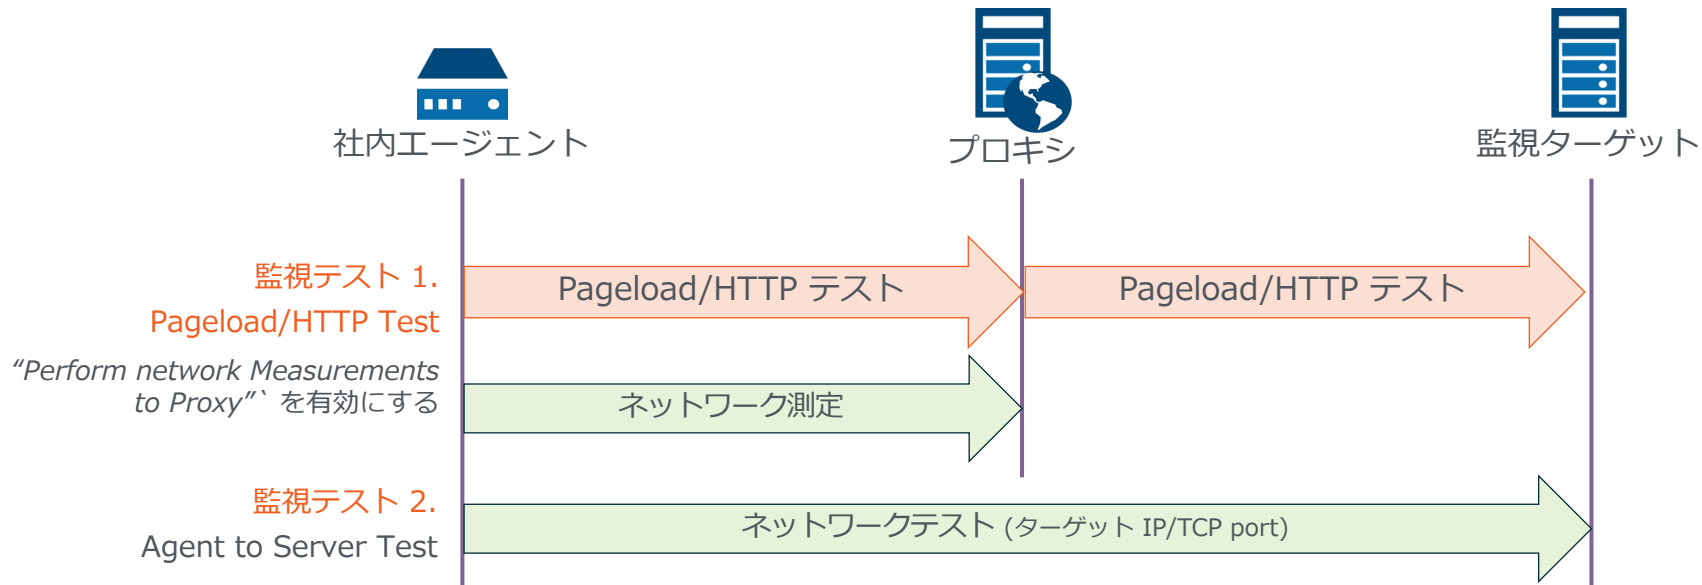 社内エージェント
プロキシ
監視ターゲット
監視テスト 1.
Pageload/HTTP Test
Pageload/HTTP テスト
Pageload/HTTP テスト
“Perform network Measurements
to Proxy”` を有効にする
ネットワーク測定
監視テスト 2.
Agent to Server Test
ネットワークテスト (ターゲット IP/TCP port)